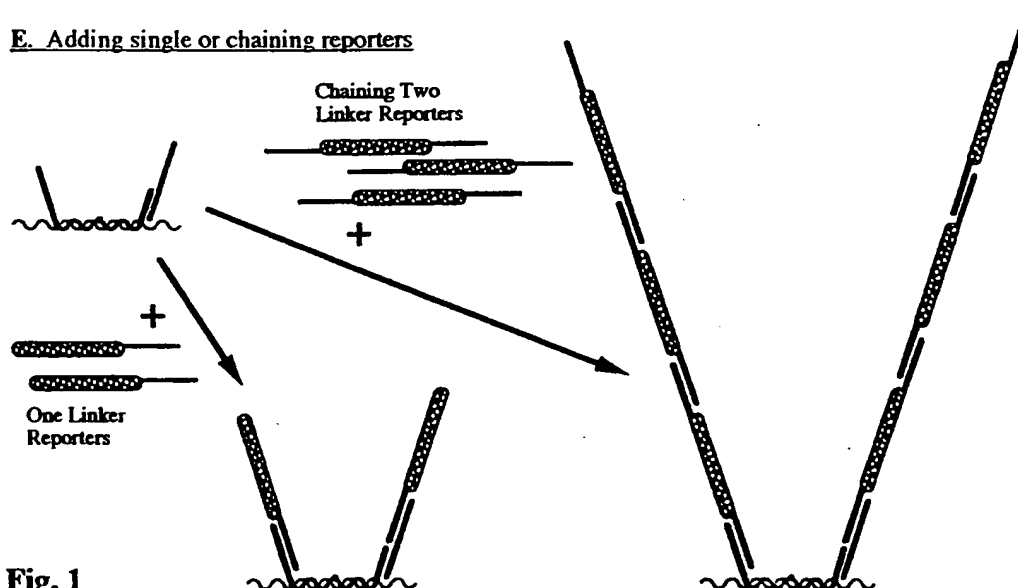 E. Adding single or chaining reporters
Chaining Two
Linker Reporters
+
+
One Linker
Reporters
Fig. 1